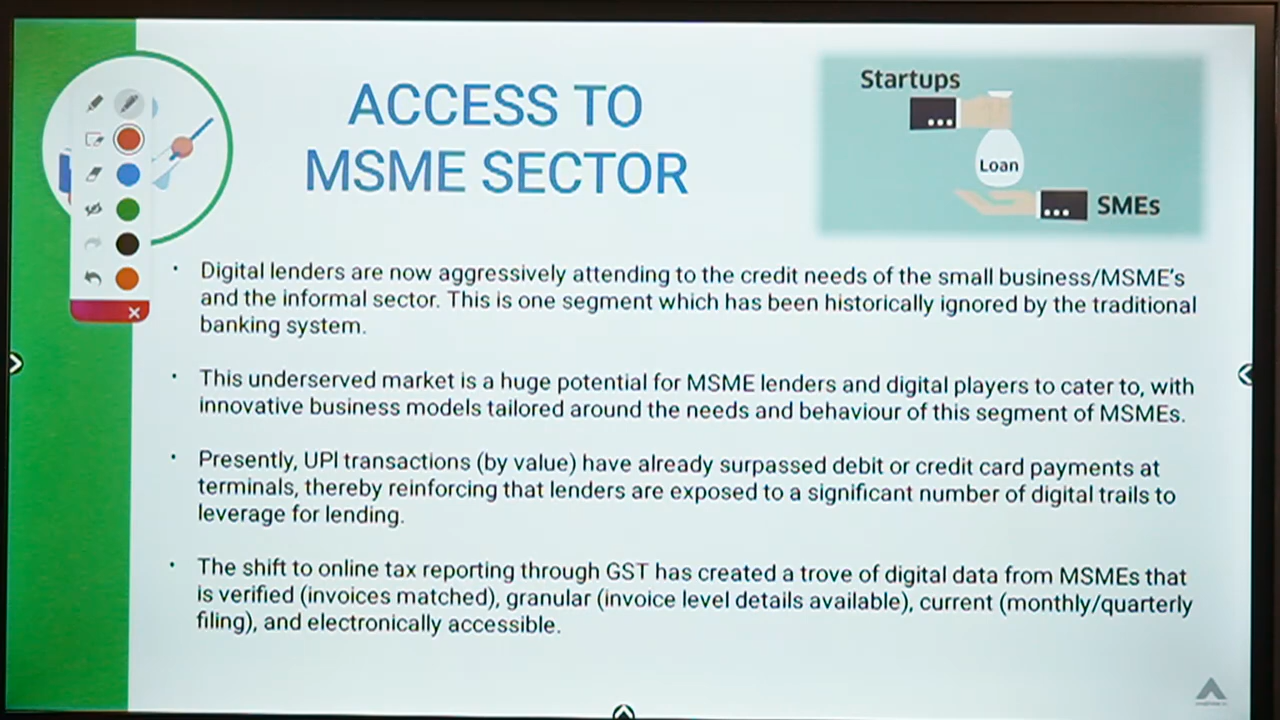 ACCESS TO
MSME SECTOR
Startups
Loan
SMEs
• Digital lenders are now aggressively attending to the credit needs of the small business/MSME's
and the informal sector. This is one segment which has been historically ignored by the traditional
banking system.
• This underserved market is a huge potential for MSME lenders and digital players to cater to, with
innovative business models tailored around the needs and behaviour of this segment of MSMEs.
• Presently, UPI transactions (by value) have already surpassed debit or credit card payments at
terminals, thereby reinforcing that lenders are exposed to a significant number of digital trails to
leverage for lending.
• The shift to online tax reporting through GST has created a trove of digital data from MSMEs that
is verified (invoices matched), granular (invoice level details available), current (monthly/quarterly
filing), and electronically accessible.